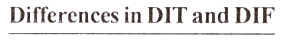 Differences in DIT and DIF